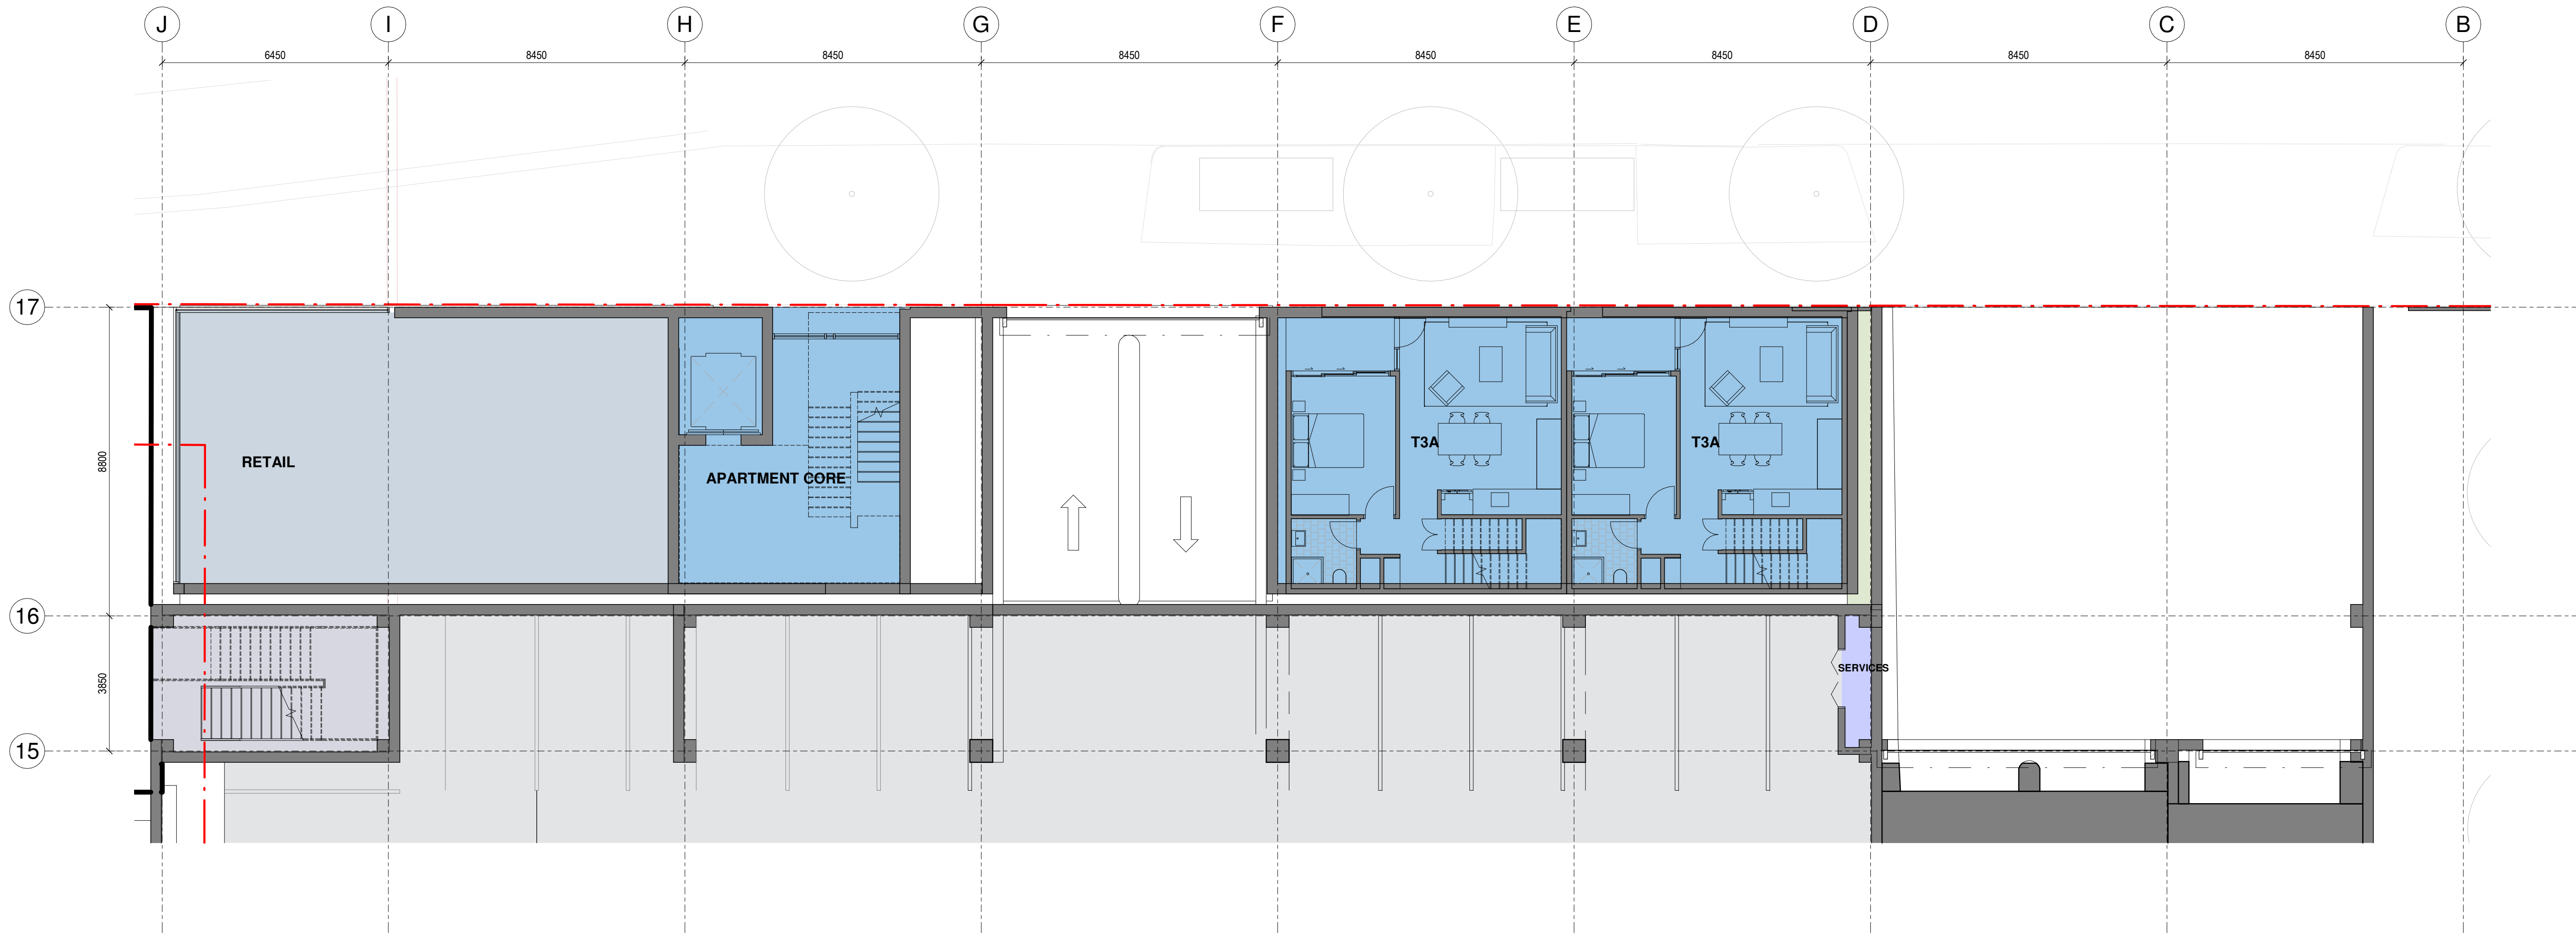 J I H G F E D C B
6450 8450 8450 8450 8450 8450 8450 8450
17
8800
T3A T3A
RETAIL
APARTMENT CORE
16
SERVICES
3850
15